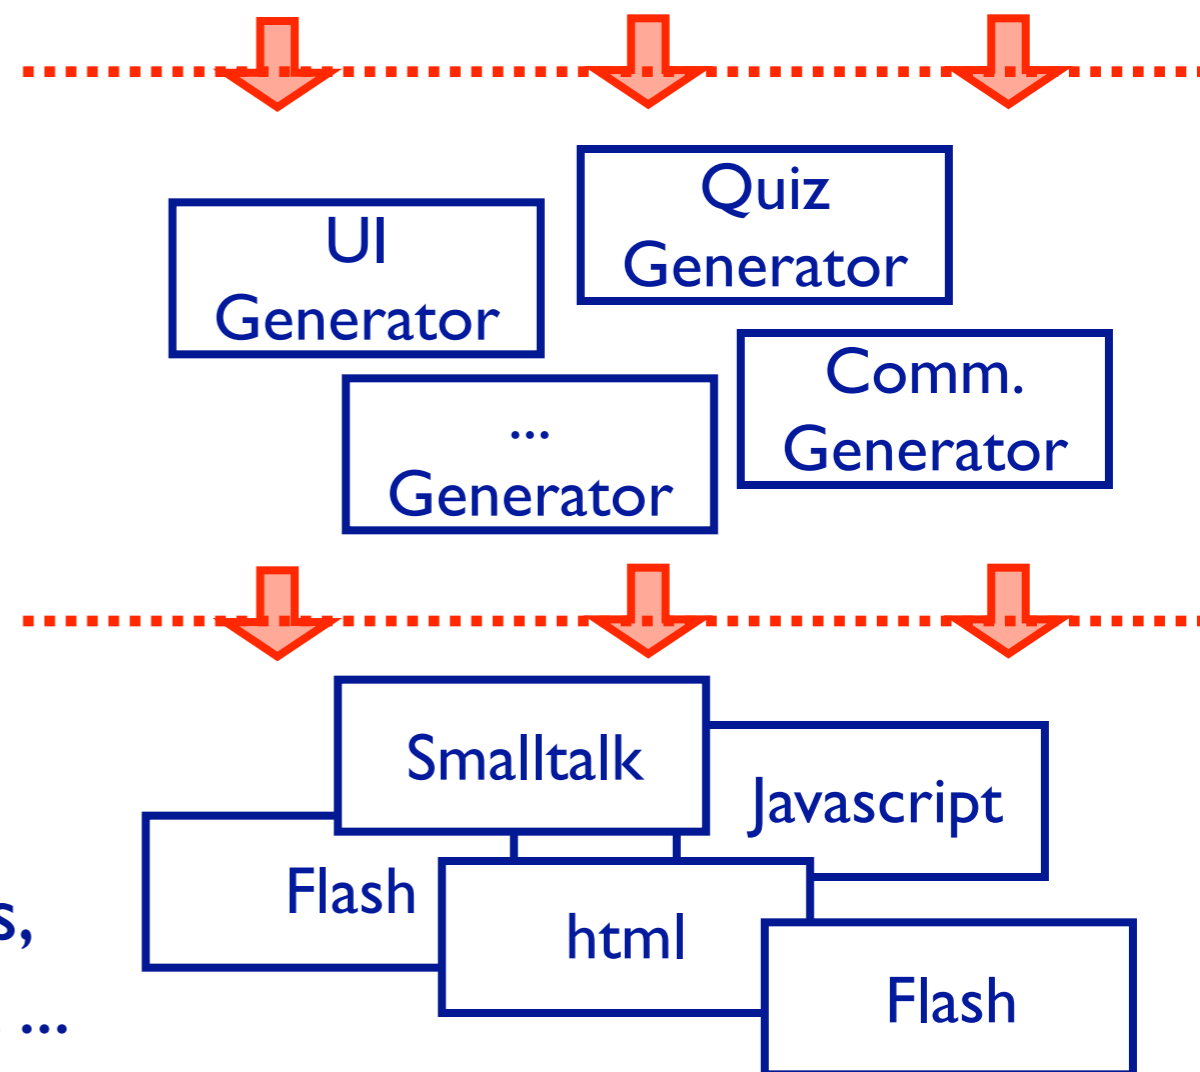 UI
Generator
Quiz
Generator
...
Generator
Comm.
Generator
Smalltalk
Javascript
Flash
html
Flash
s,
...